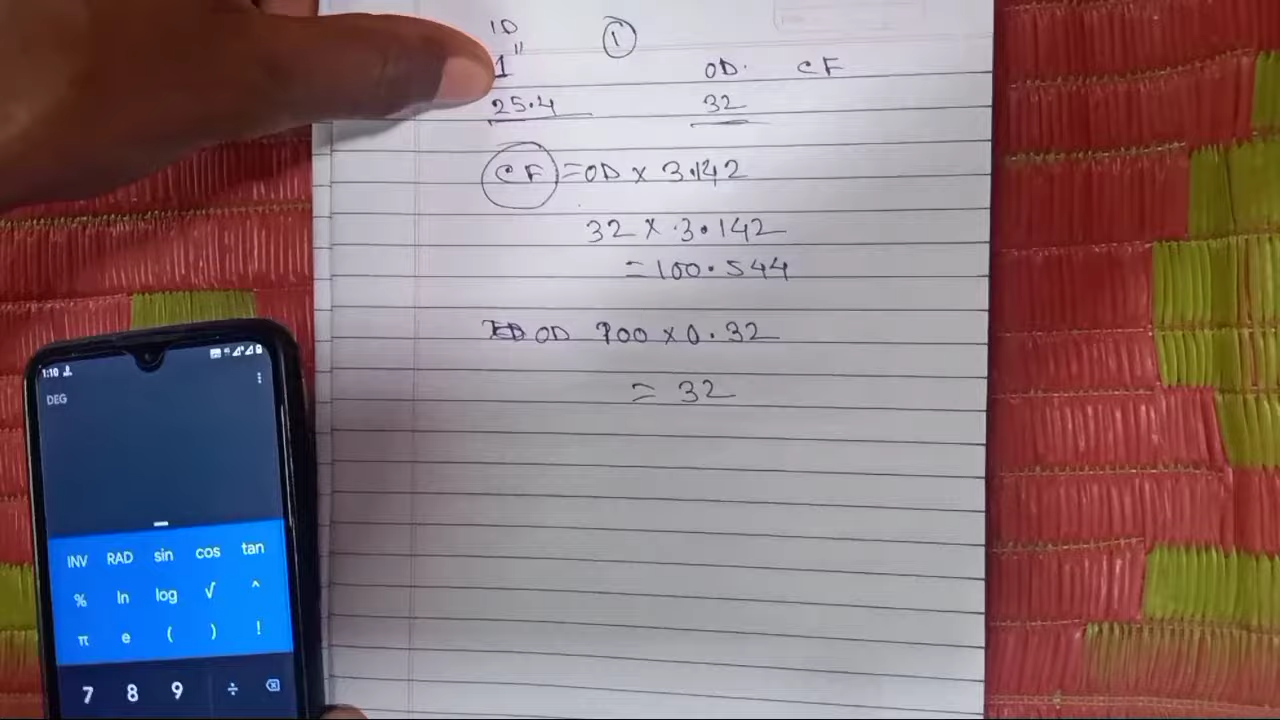 ID
1" ①
OD. CF
25.4 32
CF = OD x 3.142
32 x .3.142
= 100.544
OD 100 x 0.32
= 32
1:10
DEG
INV RAD sin cos tan
% ln log √ ^
π e ( ) !
7 8 9 ÷